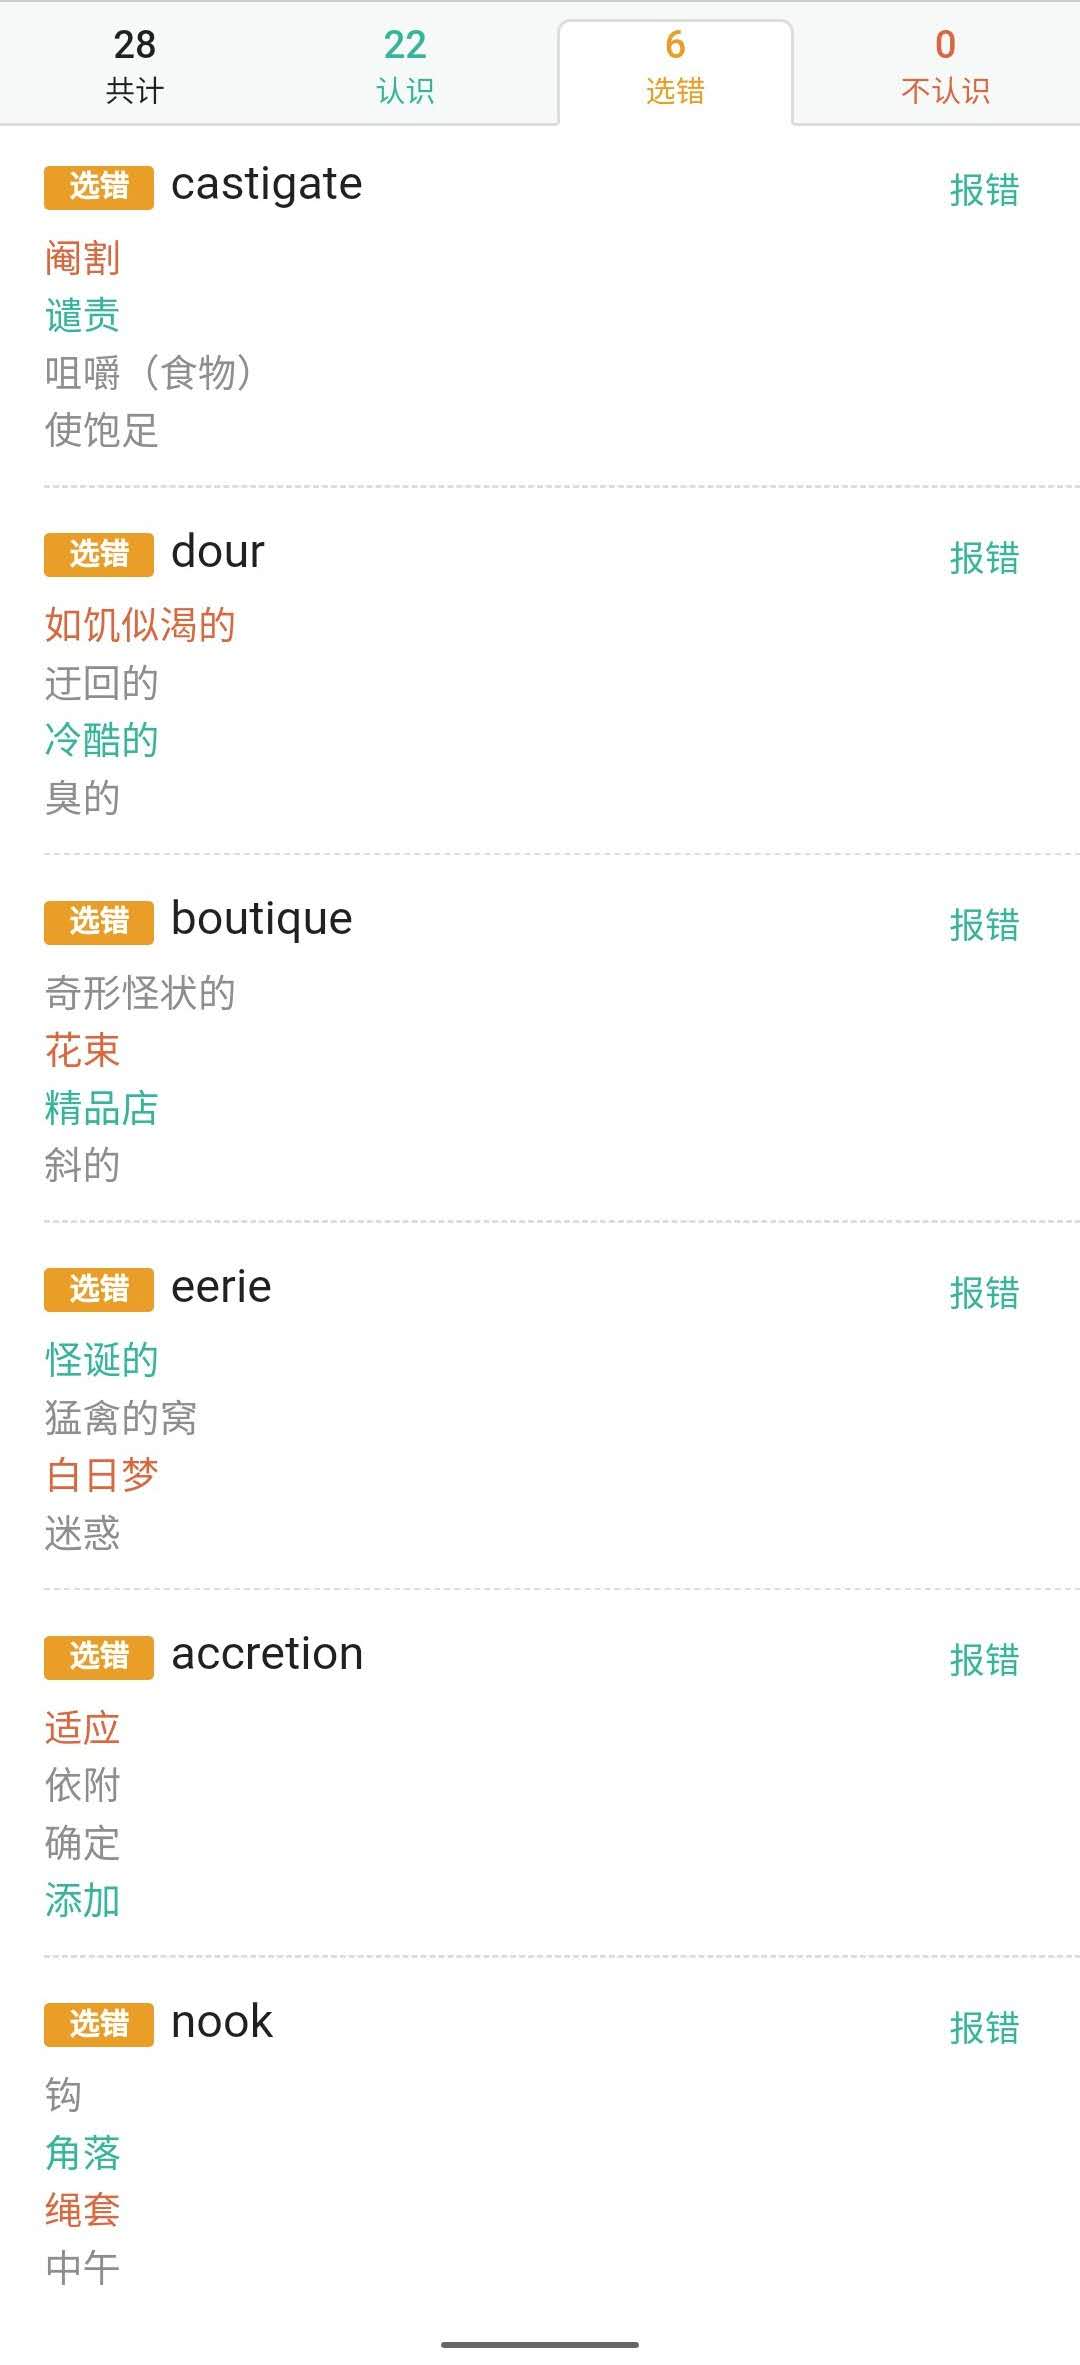 28 22 6 0
共计 认识 选错 不认识
选错 castigate 报错
阉割
谴责
咀嚼（食物）
使饱足
选错 dour 报错
如饥似渴的
迂回的
冷酷的
臭的
选错 boutique 报错
奇形怪状的
花束
精品店
斜的
选错 eerie 报错
怪诞的
猛禽的窝
白日梦
迷惑
选错 accretion 报错
适应
依附
确定
添加
选错 nook 报错
钩
角落
绳套
中午